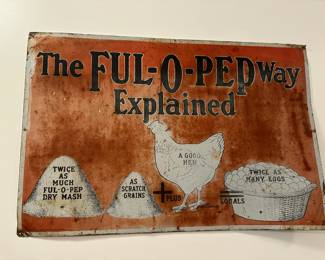 The FUL-O-PEP Way
Explained
TWICE
AS
MUCH
FUL-O-PEP
DRY MASH
AS
SCRATCH
GRAINS
+
PLUS
A GOOD
HEN
=
EQUALS
TWICE AS
MANY EGGS